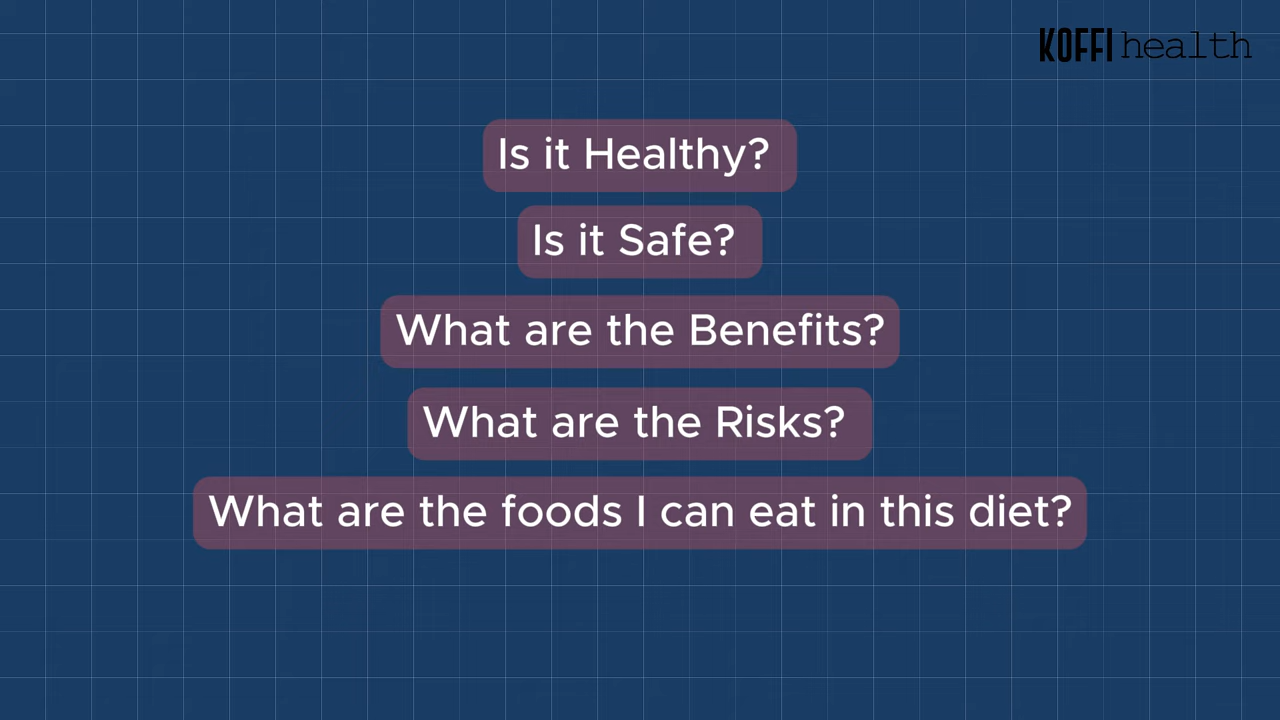 KOFFI health
Is it Healthy?
Is it Safe?
What are the Benefits?
What are the Risks?
What are the foods I can eat in this diet?